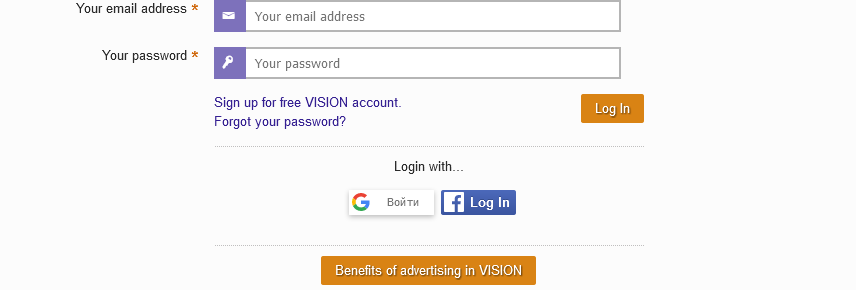 Your email address *
Your email address
Your password *
Your password
Sign up for free VISION account.
Forgot your password?
Log In
Login with...
Войти
Log In
Benefits of advertising in VISION